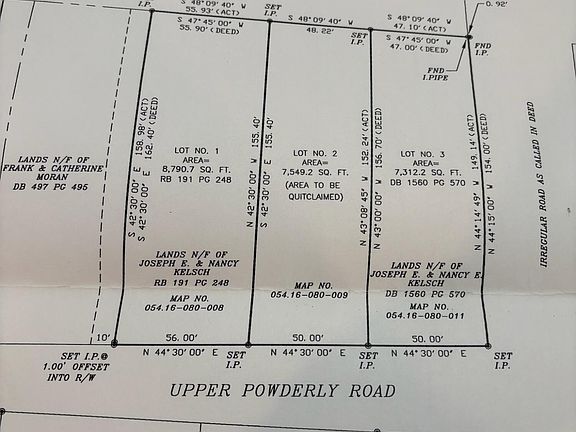 I.P.
S 48° 09' 40" W
55.93' (ACT)
S 47° 45' 00" W
55.90' (DEED)
SET
I.P.
S 48° 09' 40" W
48.22'
SET
I.P.
S 48° 09' 40" W
47.10' (ACT)
S 47° 45' 00" W
47.00' (DEED)
0.92'
FND
I.P.
FND
I.PIPE
LANDS N/F OF
FRANK & CATHERINE
MORAN
DB 497 PG 495
S 42° 30' 00" E 158.98' (ACT)
S 42° 30' 00" E 162.40' (DEED)
LOT NO. 1
AREA=
8,790.7 SQ. FT.
RB 191 PG 248
N 42° 30' 00" W 155.40'
S 42° 30' 00" E 155.40'
LOT NO. 2
AREA=
7,549.2 SQ. FT.
(AREA TO BE
QUITCLAIMED)
N 43° 08' 45" W 152.24' (ACT)
N 43° 00' 00" W 156.70' (DEED)
LOT NO. 3
AREA=
7,312.2 SQ. FT.
DB 1560 PG 570
N 44° 14' 49" W 149.14' (ACT)
N 44° 15' 00" W 154.00' (DEED)
IRREGULAR ROAD AS CALLED IN DEED
LANDS N/F OF
JOSEPH E. & NANCY
KELSCH
RB 191 PG 248
MAP NO.
054.16-080-008
MAP NO.
054.16-080-009
LANDS N/F OF
JOSEPH E. & NANCY E.
KELSCH
DB 1560 PG 570
MAP NO.
054.16-080-011
10'
56.00'
50.00'
50.00'
SET I.P.@
1.00' OFFSET
INTO R/W
N 44° 30' 00" E
SET
I.P.
N 44° 30' 00" E
SET
I.P.
N 44° 30' 00" E
SET
I.P.
UPPER POWDERLY ROAD